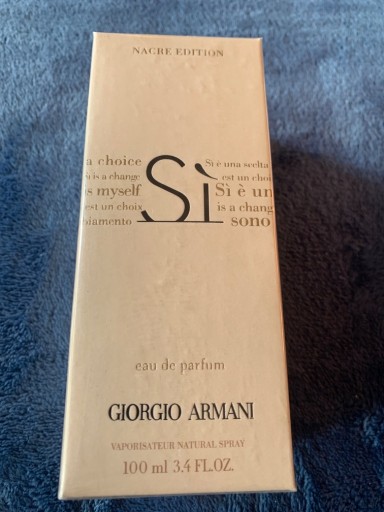 NACRE EDITION
a choice
Sì è una scelta
is a change
est un choi
s myself
Sì è un
est un choix
is a chang
biamento
sono
Sì
eau de parfum
GIORGIO ARMANI
VAPORISATEUR NATURAL SPRAY
100 ml 3.4 FL.OZ.